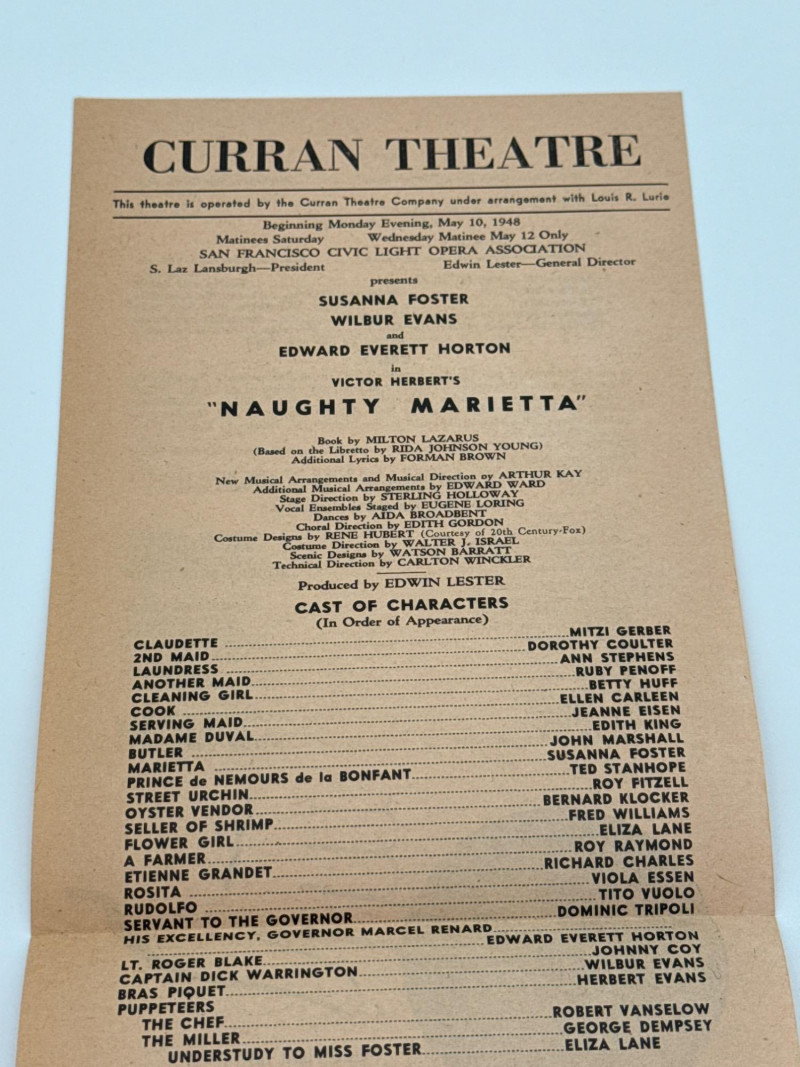 CURRAN THEATRE
This theatre is operated by the Curran Theatre Company under arrangement with Louis R. Lurie
Beginning Monday Evening, May 10, 1948
Matinees Saturday Wednesday Matinee May 12 Only
SAN FRANCISCO CIVIC LIGHT OPERA ASSOCIATION
S. Laz Lansburgh—President Edwin Lester—General Director
presents
SUSANNA FOSTER
WILBUR EVANS
and
EDWARD EVERETT HORTON
in
VICTOR HERBERT'S
"NAUGHTY MARIETTA"
Book by MILTON LAZARUS
(Based on the Libretto by RIDA JOHNSON YOUNG)
Additional Lyrics by FORMAN BROWN
New Musical Arrangements and Musical Direction by ARTHUR KAY
Additional Musical Arrangements by EDWARD WARD
Stage Direction by STERLING HOLLOWAY
Vocal Ensembles Staged by EUGENE LORING
Dances by AIDA BROADBENT
Choral Direction by EDITH GORDON
Costume Designs by RENE HUBERT (Courtesy of 20th Century-Fox)
Costume Direction by WALTER J. ISRAEL
Scenic Designs by WATSON BARRATT
Technical Direction by CARLTON WINCKLER
Produced by EDWIN LESTER
CAST OF CHARACTERS
(In Order of Appearance)
CLAUDETTE MITZI GERBER
2ND MAID DOROTHY COULTER
LAUNDRESS ANN STEPHENS
ANOTHER MAID RUBY PENOFF
CLEANING GIRL BETTY HUFF
COOK ELLEN CARLEEN
SERVING MAID JEANNE EISEN
MADAME DUVAL EDITH KING
BUTLER JOHN MARSHALL
MARIETTA SUSANNA FOSTER
PRINCE de NEMOURS de la BONFANT TED STANHOPE
STREET URCHIN ROY FITZELL
OYSTER VENDOR BERNARD KLOCKER
SELLER OF SHRIMP FRED WILLIAMS
FLOWER GIRL ELIZA LANE
A FARMER ROY RAYMOND
ETIENNE GRANDET RICHARD CHARLES
ROSITA VIOLA ESSEN
RUDOLFO TITO VUOLO
SERVANT TO THE GOVERNOR DOMINIC TRIPOLI
HIS EXCELLENCY, GOVERNOR MARCEL RENARD
EDWARD EVERETT HORTON
LT. ROGER BLAKE JOHNNY COY
CAPTAIN DICK WARRINGTON WILBUR EVANS
BRAS PIQUET HERBERT EVANS
PUPPETEERS
THE CHEF ROBERT VANSELOW
THE MILLER GEORGE DEMPSEY
UNDERSTUDY TO MISS FOSTER ELIZA LANE